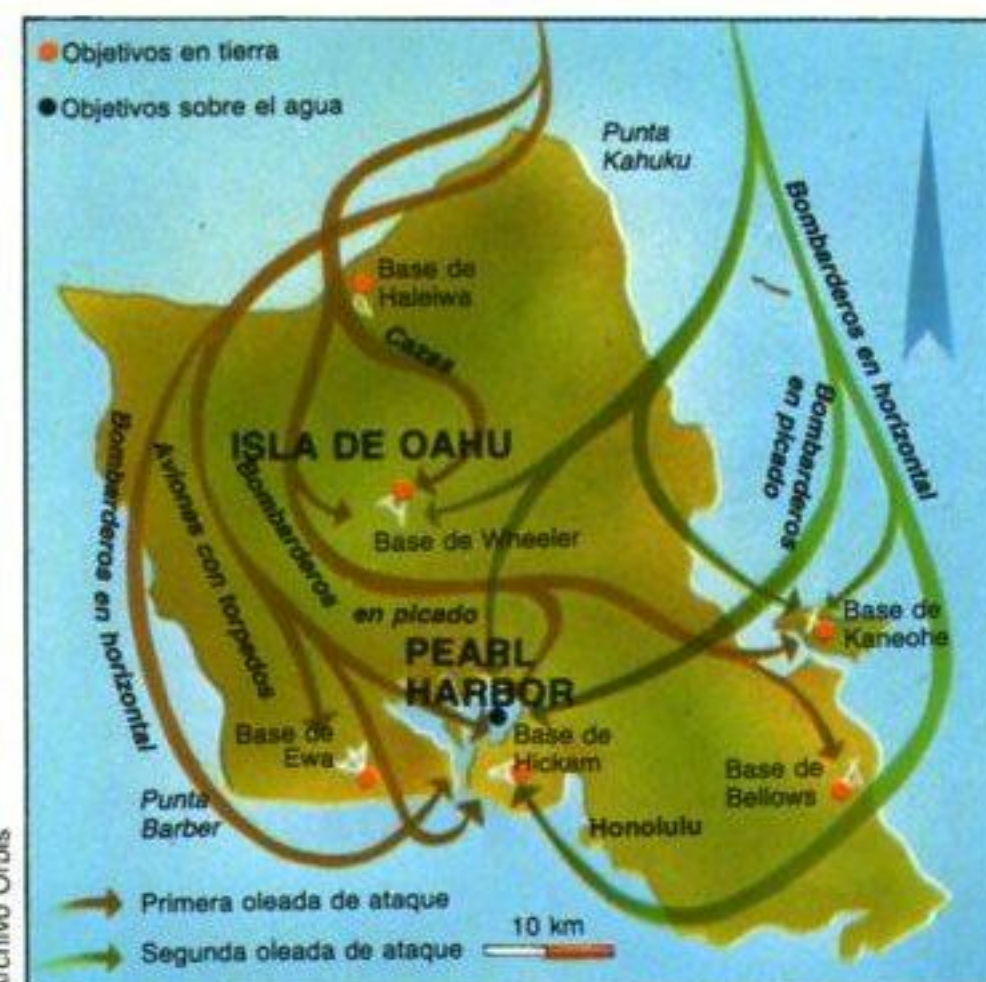 Objetivos en tierra
Objetivos sobre el agua
Punta
Kahuku
Bombarderos en horizontal
Base de
Haleiwa
Cazas
Bombarderos
en picado
ISLA DE OAHU
Bombarderos en horizontal
Aviones con torpedos
Bombarderos
en picado
Base de Wheeler
Base de
Kaneohe
PEARL
HARBOR
Base de
Ewa
Base de
Hickam
Base de
Bellows
Punta
Barber
Honolulu
Primera oleada de ataque
10 km
Segunda oleada de ataque
Orbis